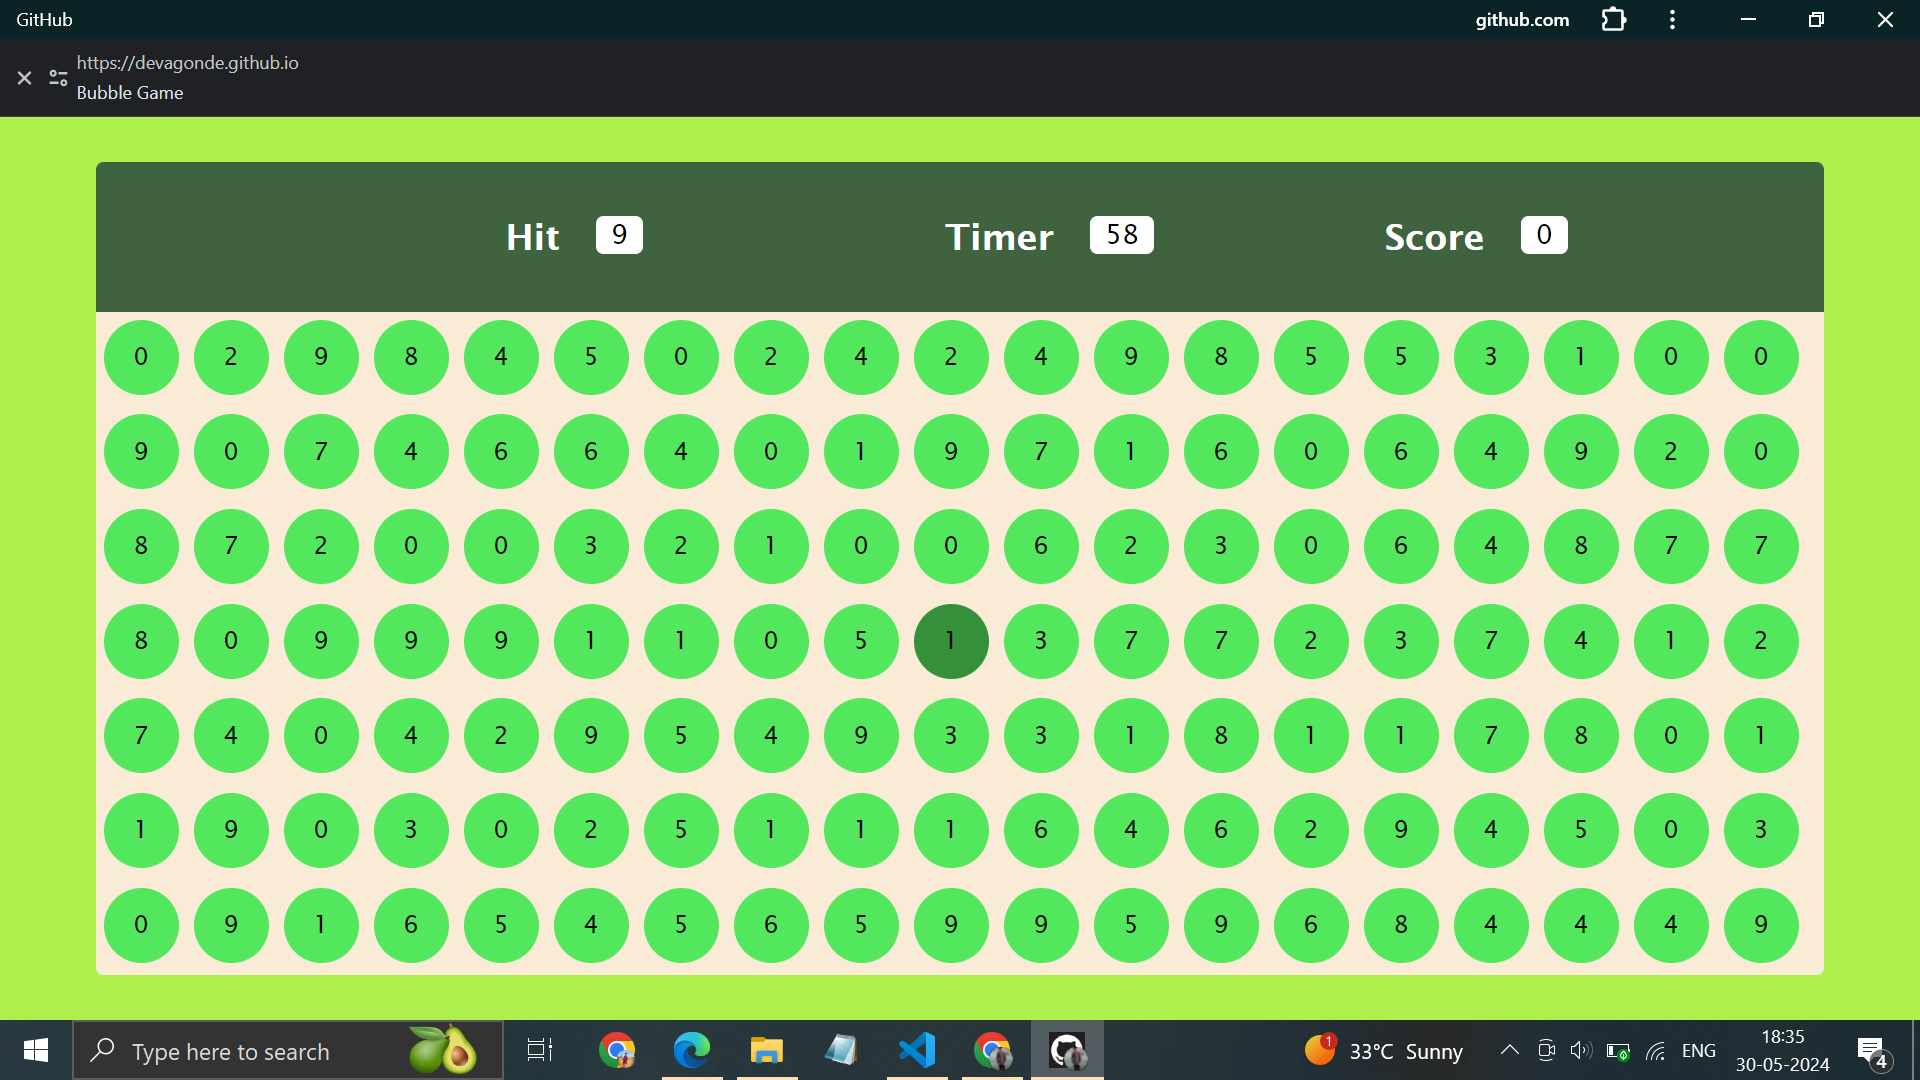 GitHub
github.com
https://devagonde.github.io
Bubble Game
Hit 9 Timer 58 Score 0
0 2 9 8 4 5 0 2 4 2 4 9 8 5 5 3 1 0 0
9 0 7 4 6 6 4 0 1 9 7 1 6 0 6 4 9 2 0
8 7 2 0 0 3 2 1 0 0 6 2 3 0 6 4 8 7 7
8 0 9 9 9 1 1 0 5 1 3 7 7 2 3 7 4 1 2
7 4 0 4 2 9 5 4 9 3 3 1 8 1 1 7 8 0 1
1 9 0 3 0 2 5 1 1 1 6 4 6 2 9 4 5 0 3
0 9 1 6 5 4 5 6 5 9 9 5 9 6 8 4 4 4 9
Type here to search
1
33°C Sunny
ENG
18:35
30-05-2024
4